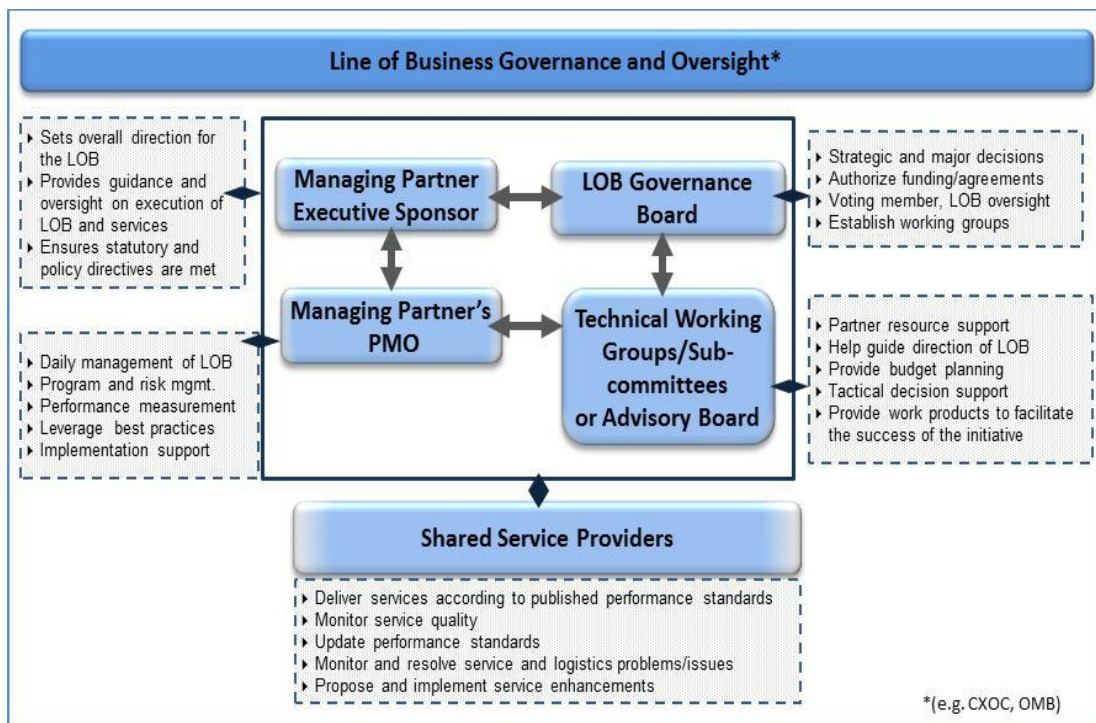 Line of Business Governance and Oversight*
‣ Sets overall direction for
the LOB
‣ Provides guidance and
oversight on execution of
LOB and services
‣ Ensures statutory and
policy directives are met
Managing Partner
Executive Sponsor
LOB Governance
Board
‣ Strategic and major decisions
‣ Authorize funding/agreements
‣ Voting member, LOB oversight
‣ Establish working groups
‣ Daily management of LOB
‣ Program and risk mgmt.
‣ Performance measurement
‣ Leverage best practices
‣ Implementation support
Managing Partner’s
PMO
Technical Working
Groups/Sub-
committees
or Advisory Board
‣ Partner resource support
‣ Help guide direction of LOB
‣ Provide budget planning
‣ Tactical decision support
‣ Provide work products to facilitate
the success of the initiative
Shared Service Providers
‣ Deliver services according to published performance standards
‣ Monitor service quality
‣ Update performance standards
‣ Monitor and resolve service and logistics problems/issues
‣ Propose and implement service enhancements
*(e.g. CXOC, OMB)